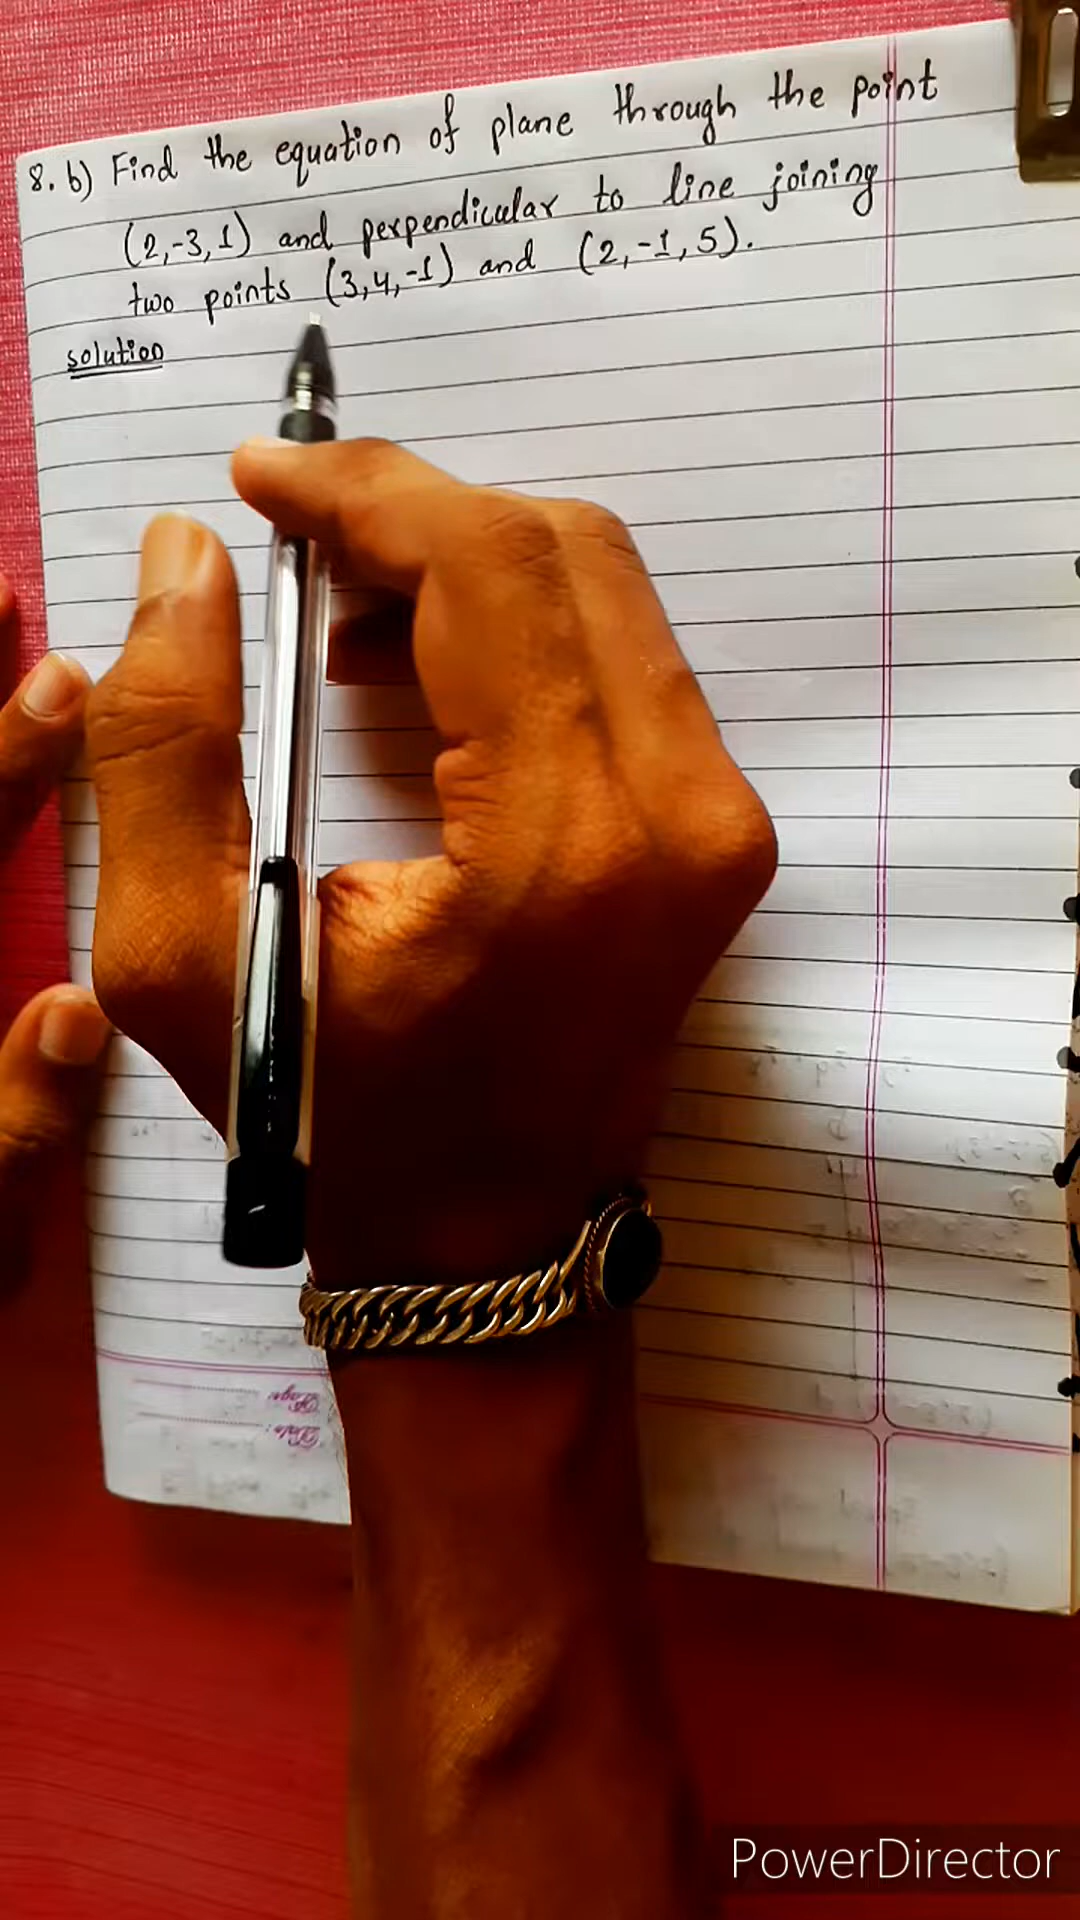 8. b) Find the equation of plane through the point
(2,-3,1) and perpendicular to line joining
two points (3,4,-1) and (2,-1,5).
solution
PowerDirector